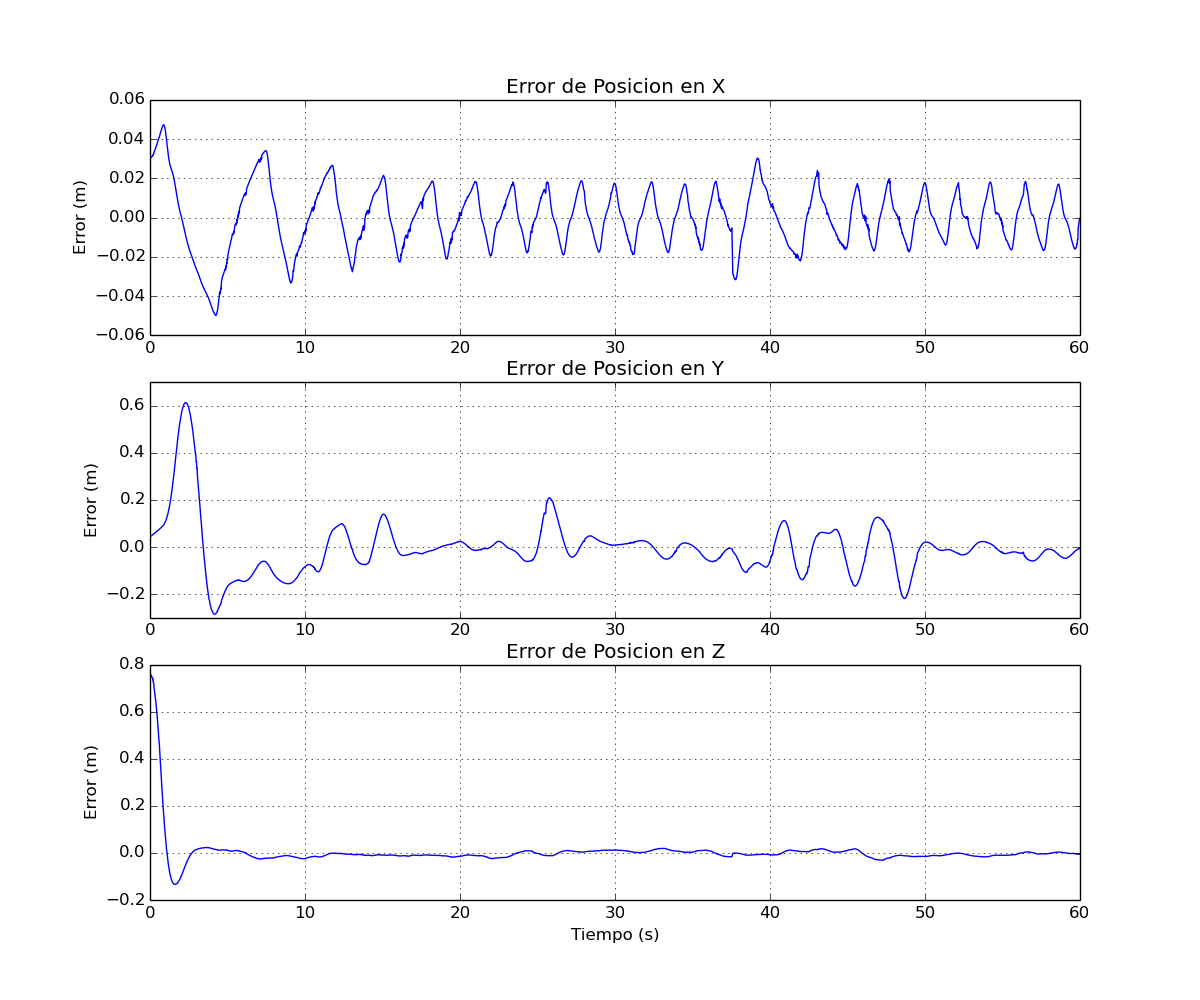 Error de Posicion en X
Error (m)
0.06
0.04
0.02
0.00
−0.02
−0.04
−0.06
0 10 20 30 40 50 60
Error de Posicion en Y
Error (m)
0.6
0.4
0.2
0.0
−0.2
0 10 20 30 40 50 60
Error de Posicion en Z
Error (m)
0.8
0.6
0.4
0.2
0.0
−0.2
0 10 20 30 40 50 60
Tiempo (s)